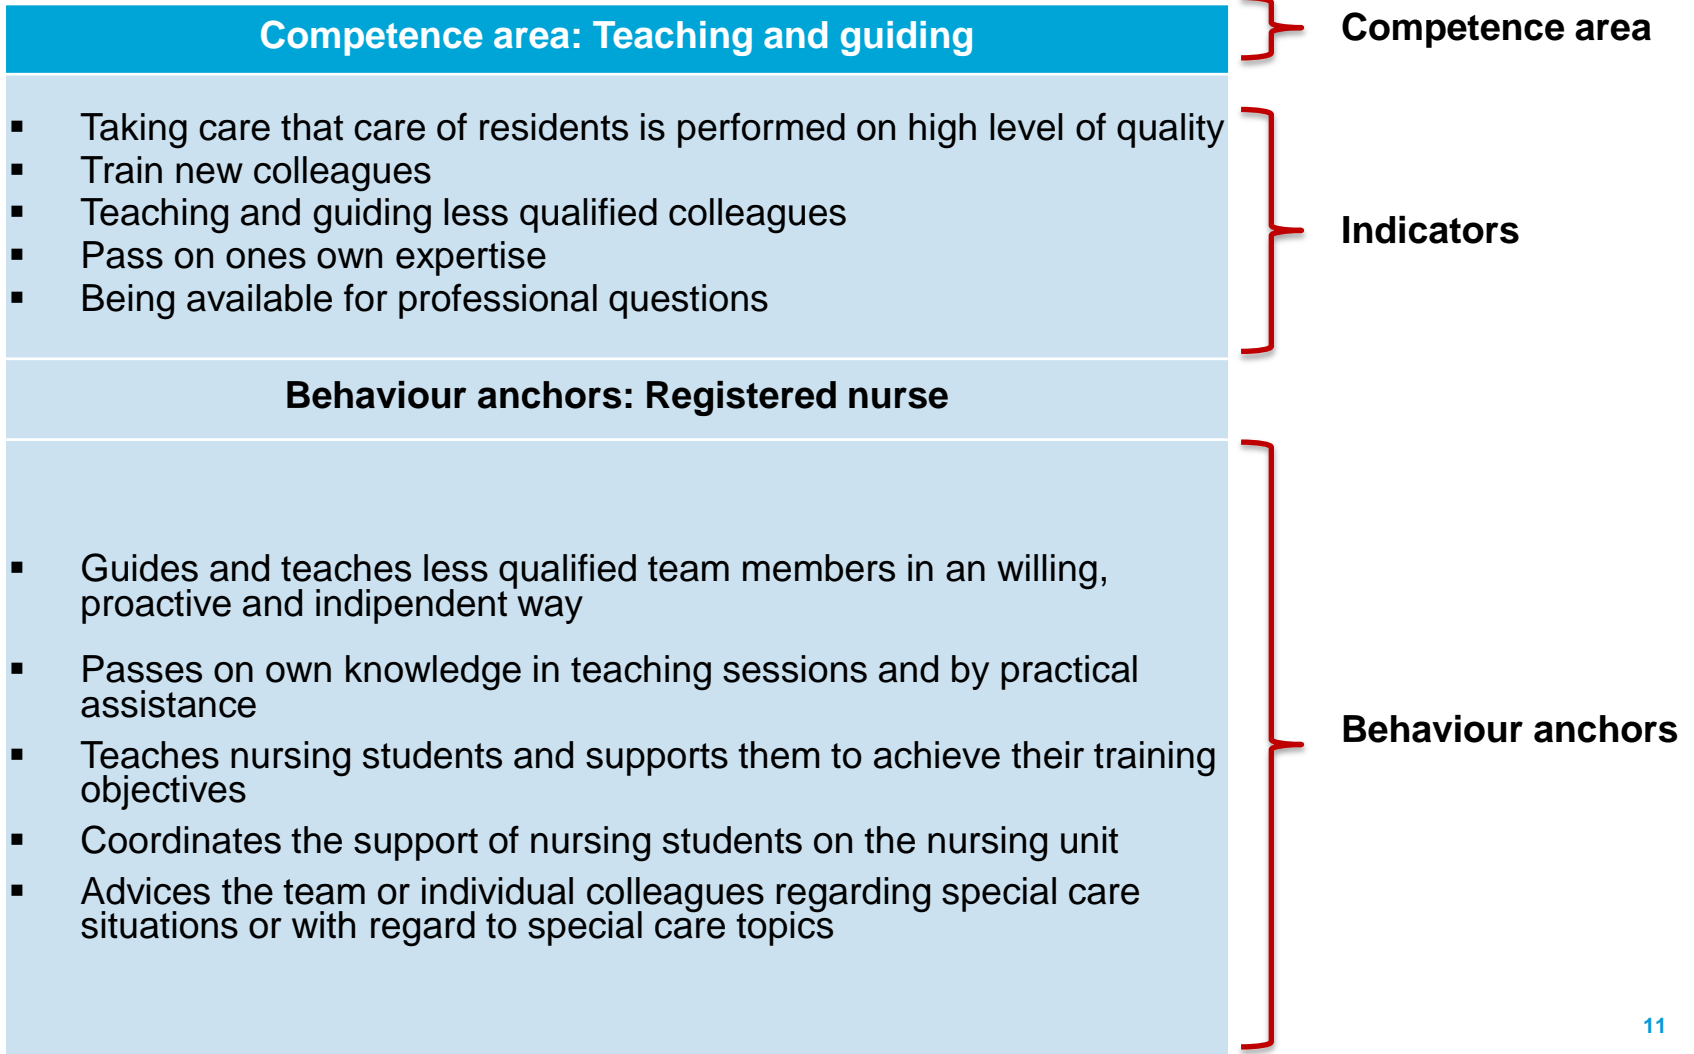 Competence area: Teaching and guiding
Competence area
▪ Taking care that care of residents is performed on high level of quality
▪ Train new colleagues
▪ Teaching and guiding less qualified colleagues
▪ Pass on ones own expertise
▪ Being available for professional questions
Indicators
Behaviour anchors: Registered nurse
▪ Guides and teaches less qualified team members in an willing,
proactive and indipendent way
▪ Passes on own knowledge in teaching sessions and by practical
assistance
▪ Teaches nursing students and supports them to achieve their training
objectives
▪ Coordinates the support of nursing students on the nursing unit
▪ Advices the team or individual colleagues regarding special care
situations or with regard to special care topics
Behaviour anchors
11